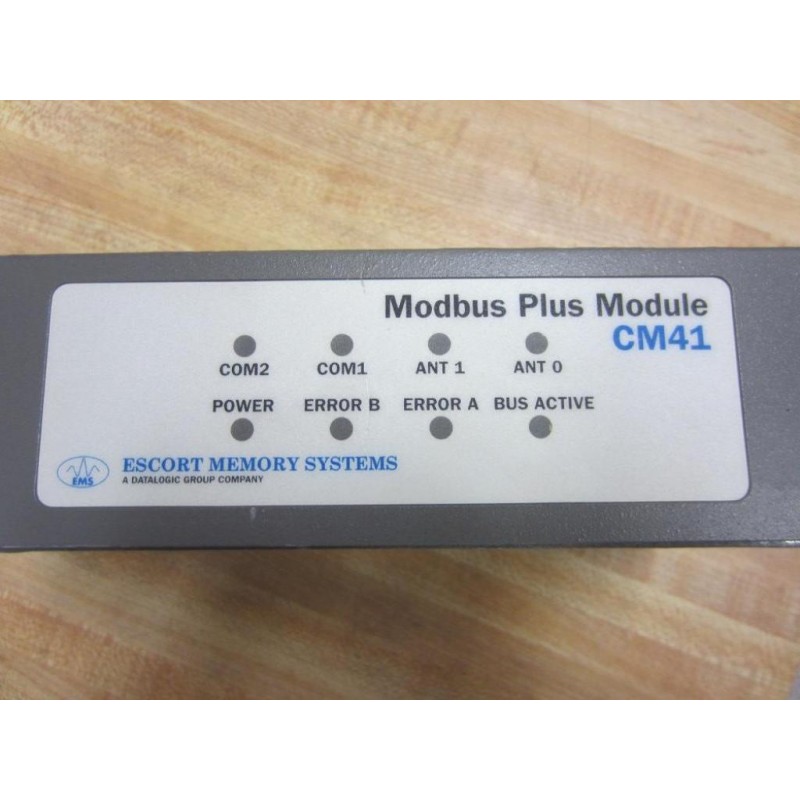 Modbus Plus Module
CM41
COM2 COM1 ANT 1 ANT 0
POWER ERROR B ERROR A BUS ACTIVE
EMS
ESCORT MEMORY SYSTEMS
A DATALOGIC GROUP COMPANY